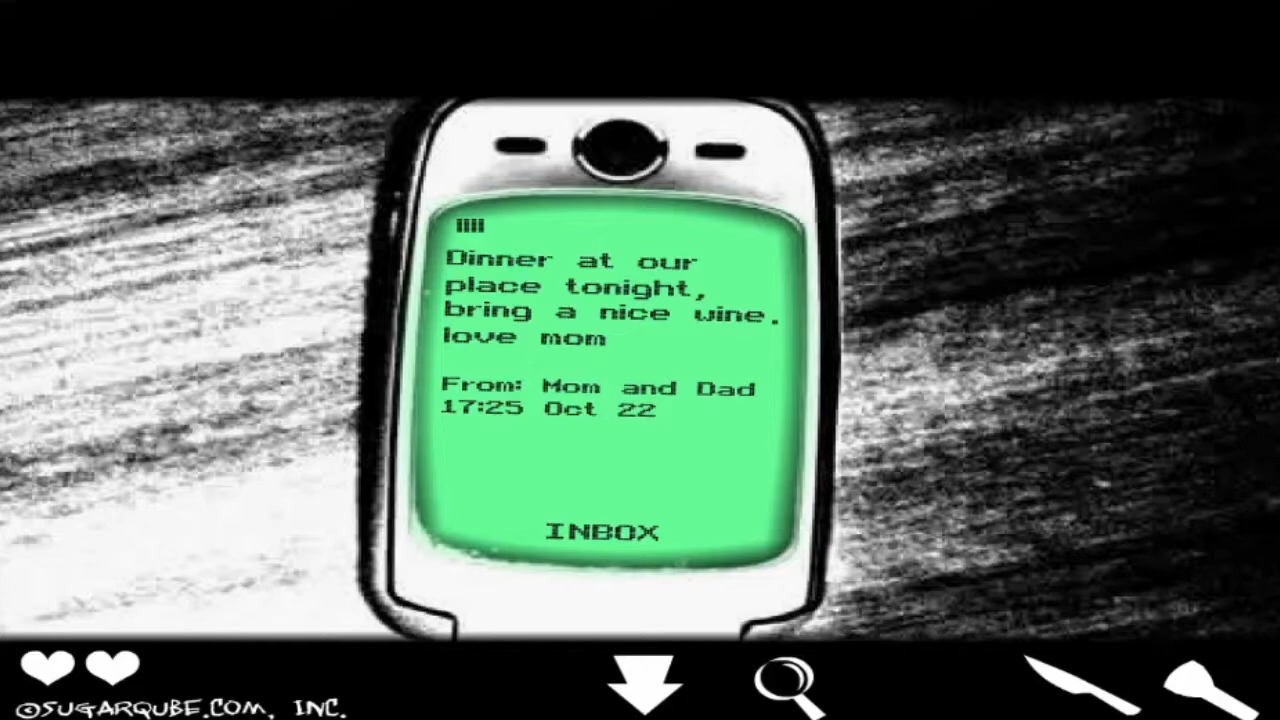 Dinner at our
place tonight,
bring a nice wine.
love mom
From: Mom and Dad
17:25 Oct 22
INBOX
©SUGARQUBE.COM, INC.